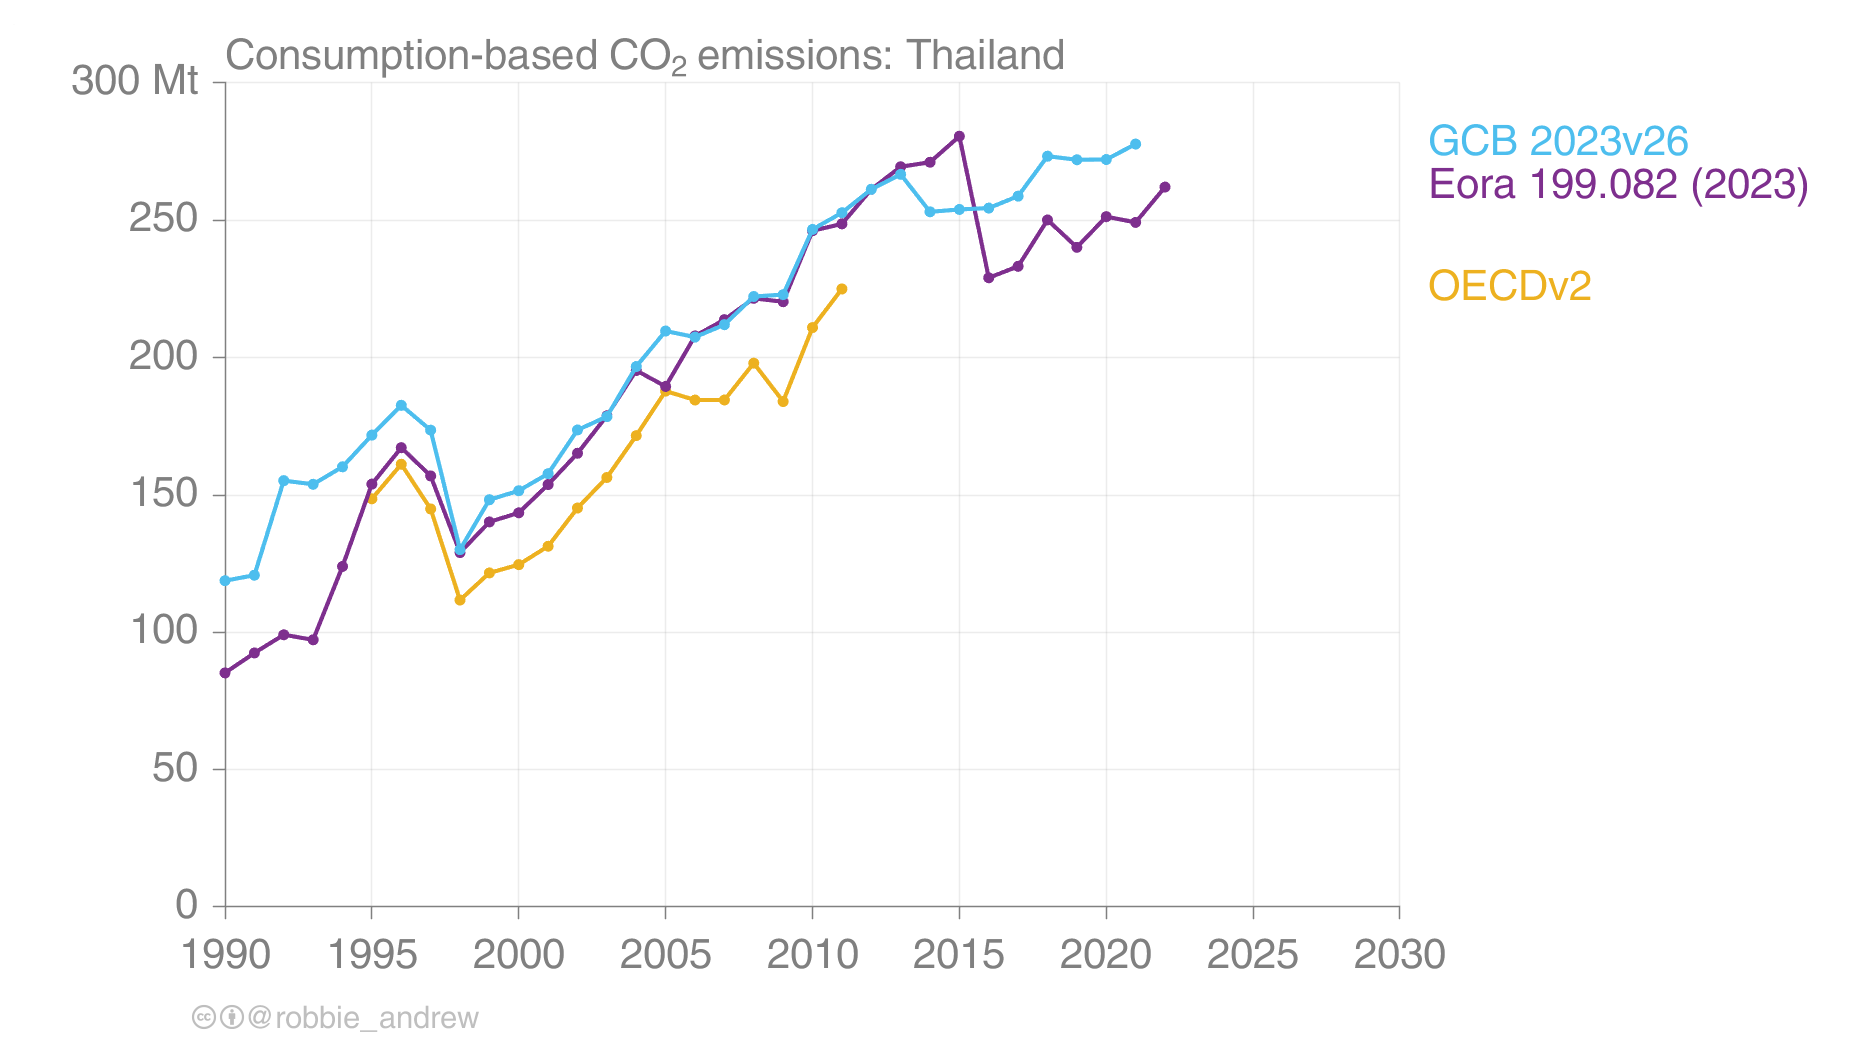 Consumption-based CO₂ emissions: Thailand
300 Mt
250
200
150
100
50
0
1990 1995 2000 2005 2010 2015 2020 2025 2030
GCB 2023v26
Eora 199.082 (2023)
OECDv2
cc @robbie_andrew